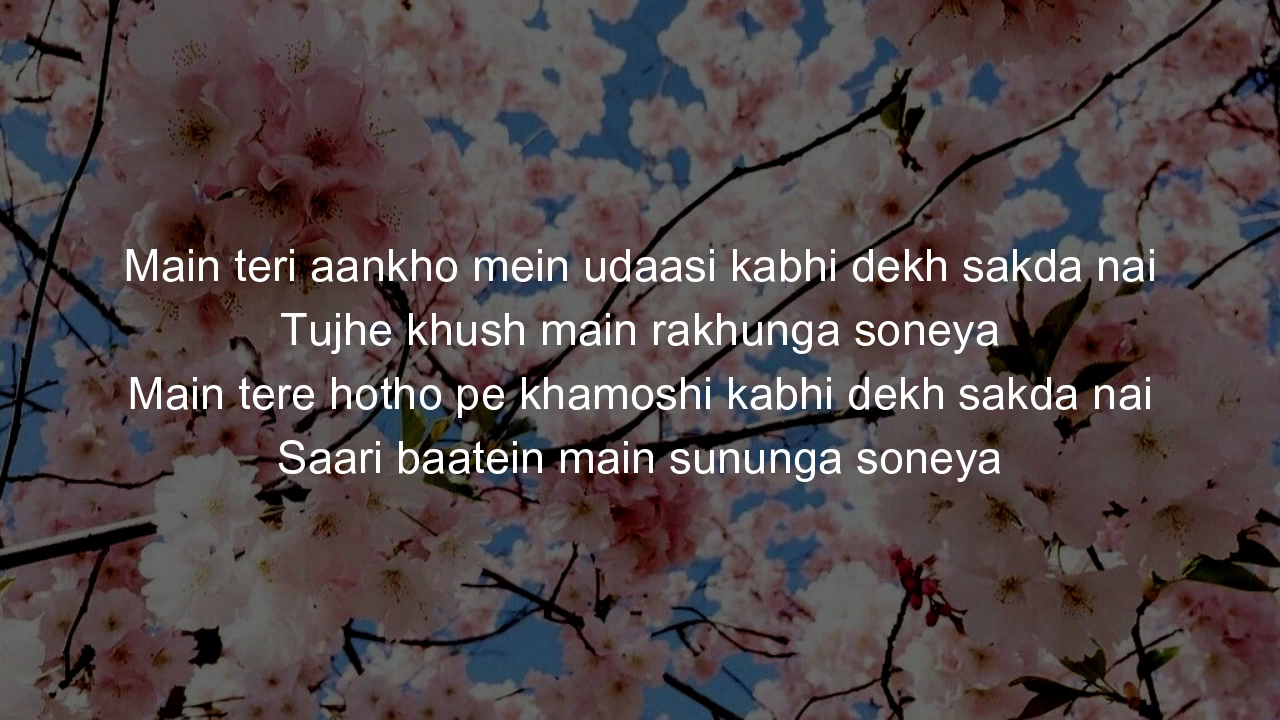 Main teri aankho mein udaasi kabhi dekh sakda nai
Tujhe khush main rakhunga soneya
Main tere hotho pe khamoshi kabhi dekh sakda nai
Saari baatein main sununga soneya